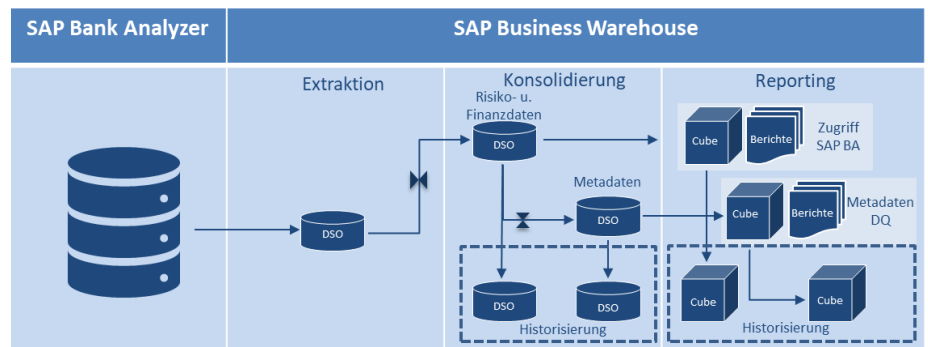 SAP Bank Analyzer
SAP Business Warehouse
Extraktion
Konsolidierung
Reporting
Risiko- u.
Finanzdaten
DSO
Cube
Berichte
Zugriff
SAP BA
Metadaten
DSO
DSO
Cube
Berichte
Metadaten
DQ
DSO
DSO
Historisierung
Cube
Cube
Historisierung